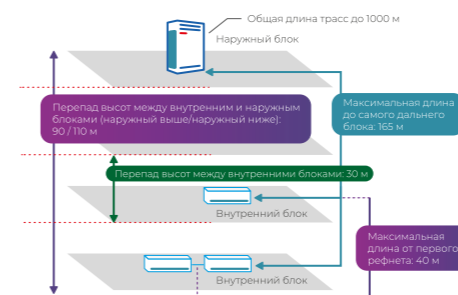 Общая длина трасс до 1000 м
Наружный блок
Перепад высот между внутренним и наружным
блоками (наружный выше/наружный ниже):
90 / 110 м
Максимальная длина
до самого дальнего
блока: 165 м
Перепад высот между внутренними блоками: 30 м
Внутренний блок
Максимальная
длина от первого
рефнета: 40 м
Внутренний блок